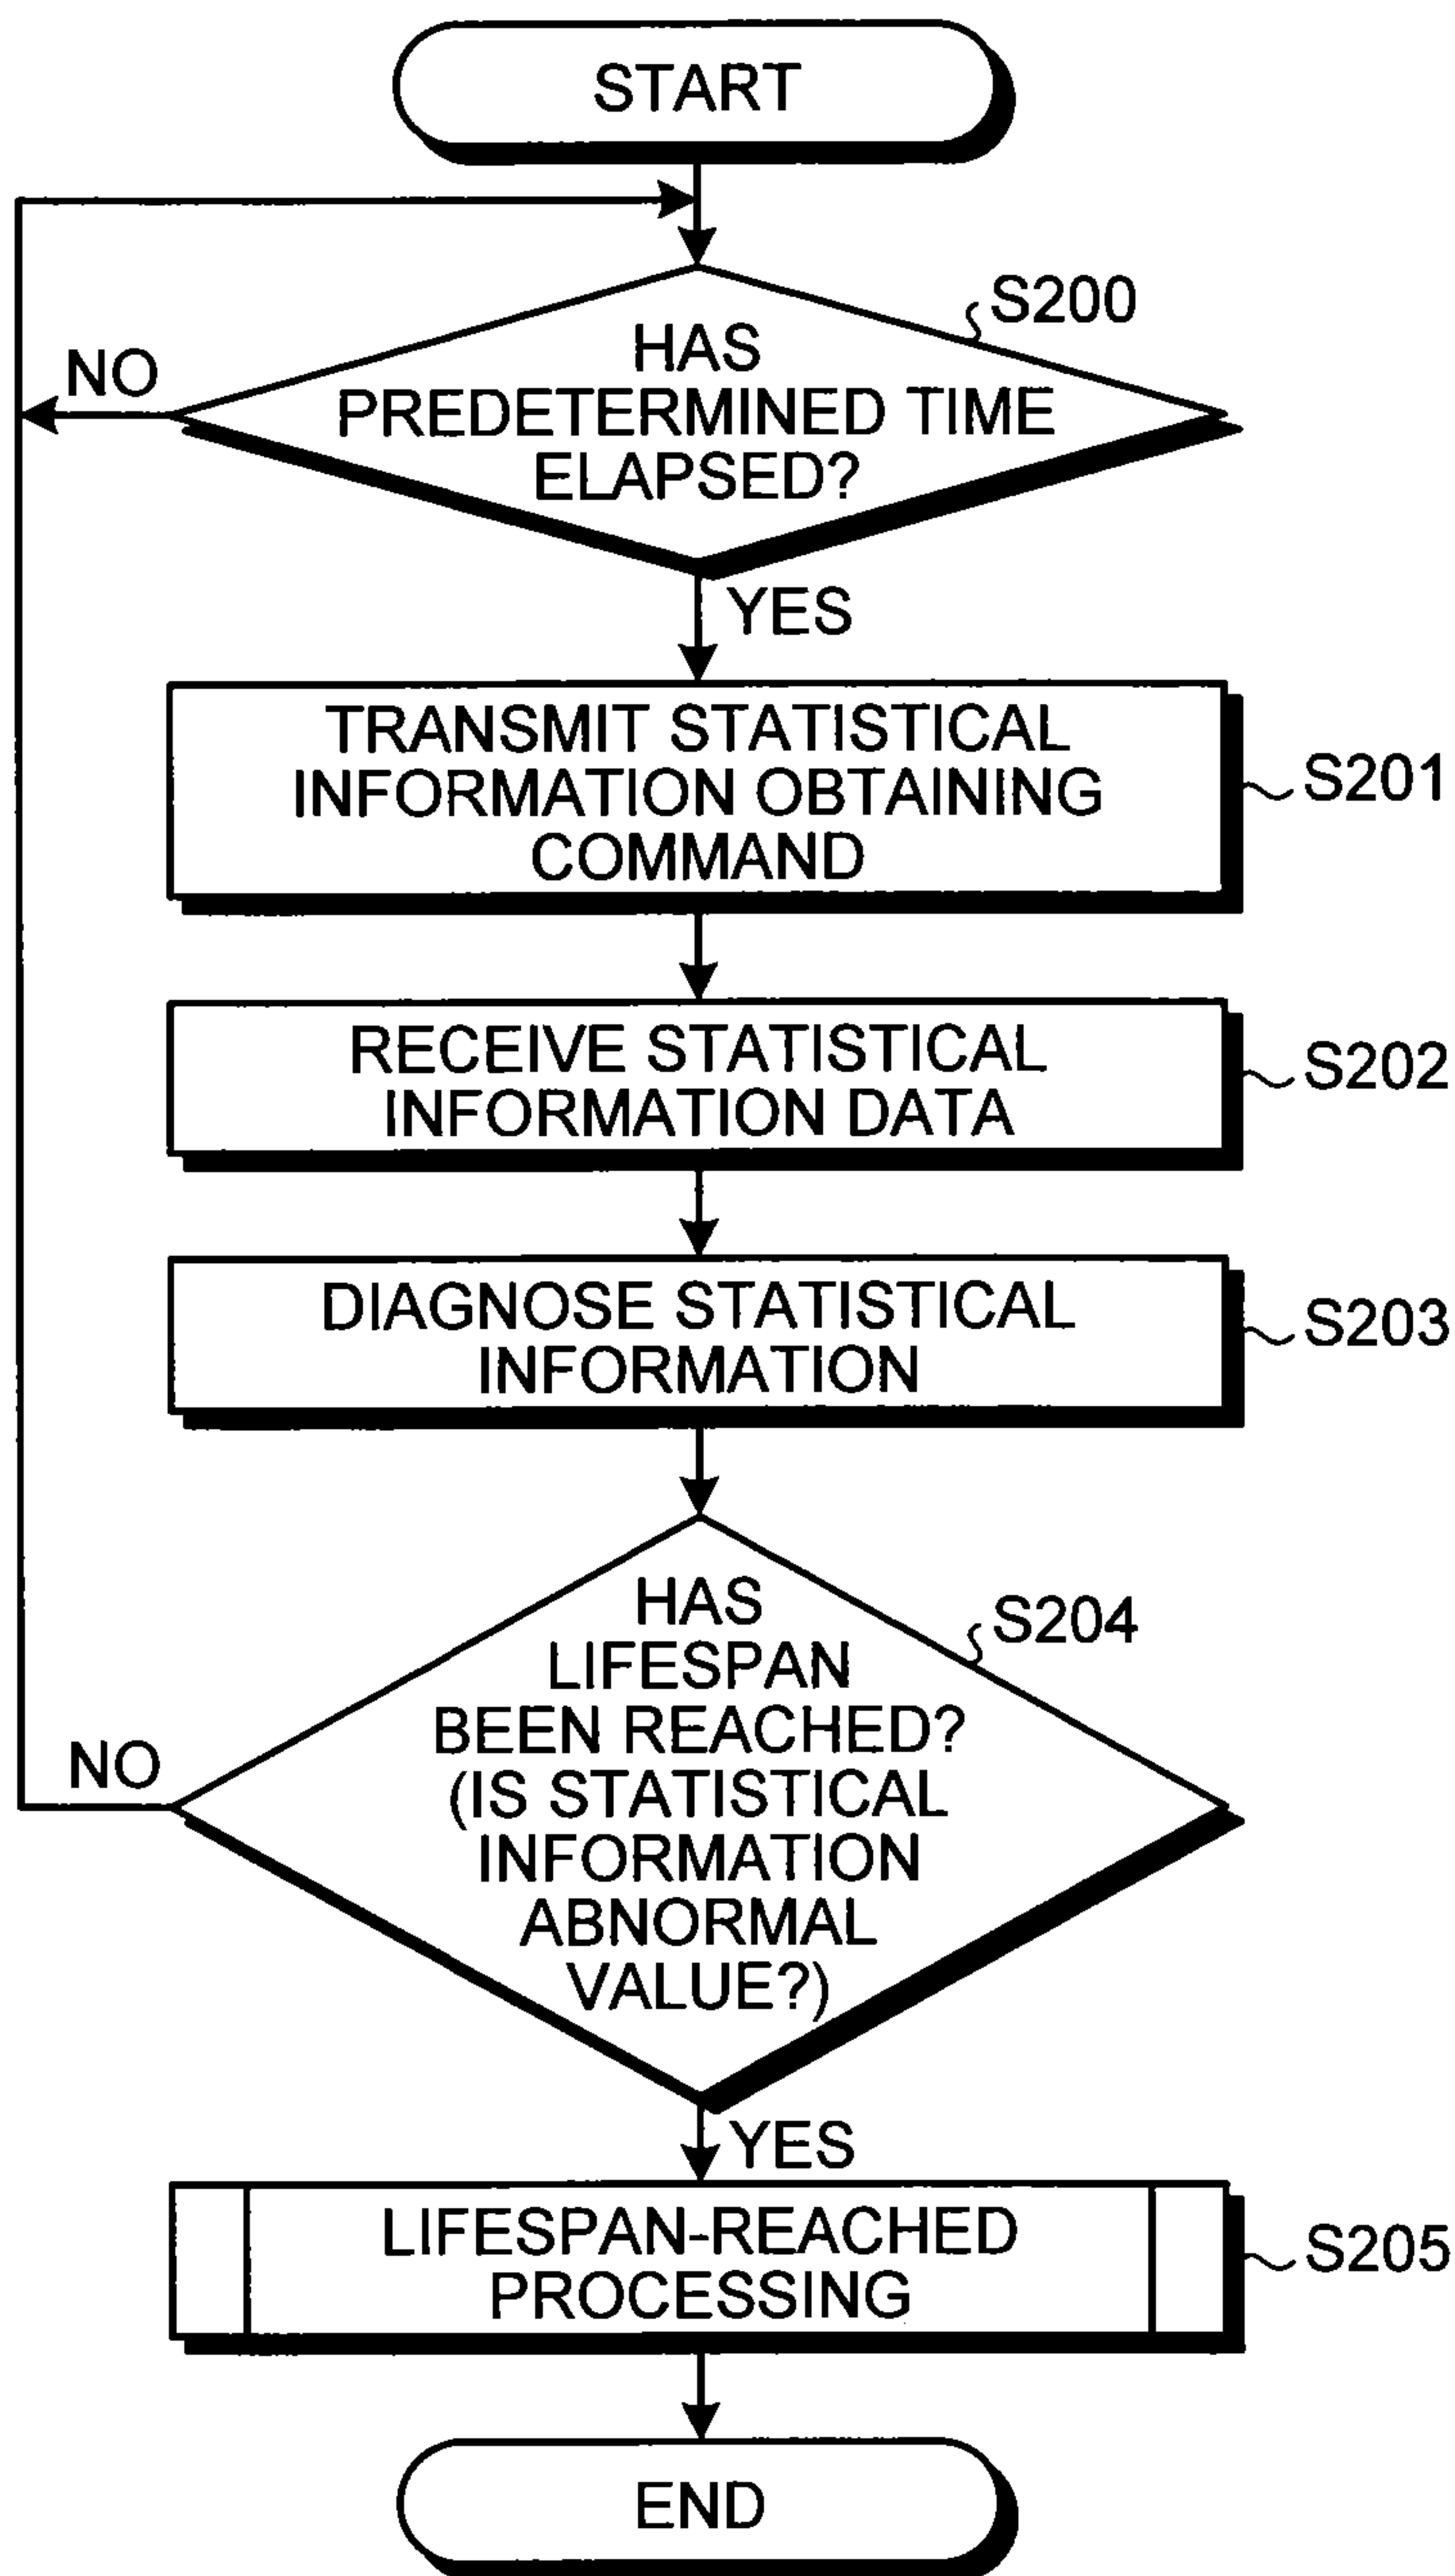 START
S200
HAS
PREDETERMINED TIME
ELAPSED?
NO
YES
TRANSMIT STATISTICAL
INFORMATION OBTAINING
COMMAND
S201
RECEIVE STATISTICAL
INFORMATION DATA
S202
DIAGNOSE STATISTICAL
INFORMATION
S203
HAS
LIFESPAN
BEEN REACHED?
(IS STATISTICAL
INFORMATION
ABNORMAL
VALUE?)
S204
NO
YES
LIFESPAN-REACHED
PROCESSING
S205
END